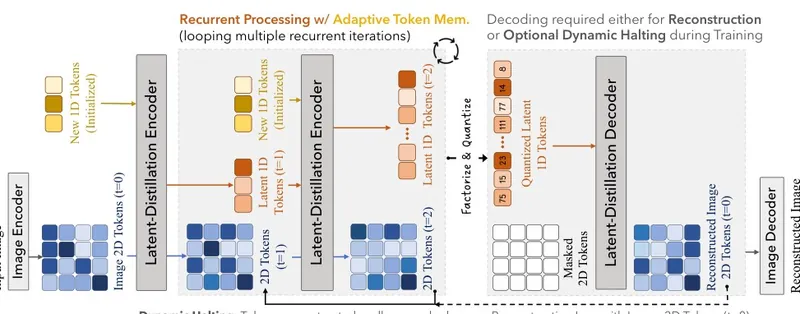 Recurrent Processing w/ Adaptive Token Mem.
(looping multiple recurrent iterations)
Decoding required either for Reconstruction
or Optional Dynamic Halting during Training
Image Encoder
Image 2D Tokens (t=0)
New 1D Tokens
(Initialized)
Latent-Distillation Encoder
Latent 1D
Tokens (t=1)
2D Tokens
(t=1)
New 1D Tokens
(Initialized)
Latent-Distillation Encoder
Latent 1D Tokens (t=2)
2D Tokens (t=2)
Factorize & Quantize
75 15 23 111 77 14 8
Quantized Latent
1D Tokens
Masked
2D Tokens
Latent-Distillation Decoder
Reconstructed Image
2D Tokens (t=0)
Image Decoder
Reconstructed Image